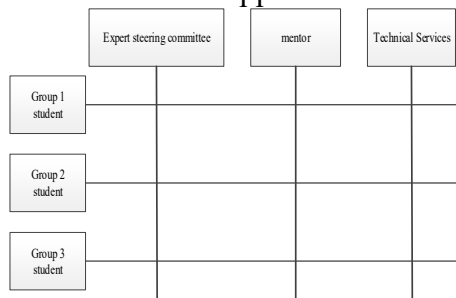 Expert steering committee
mentor
Technical Services
Group 1
student
Group 2
student
Group 3
student